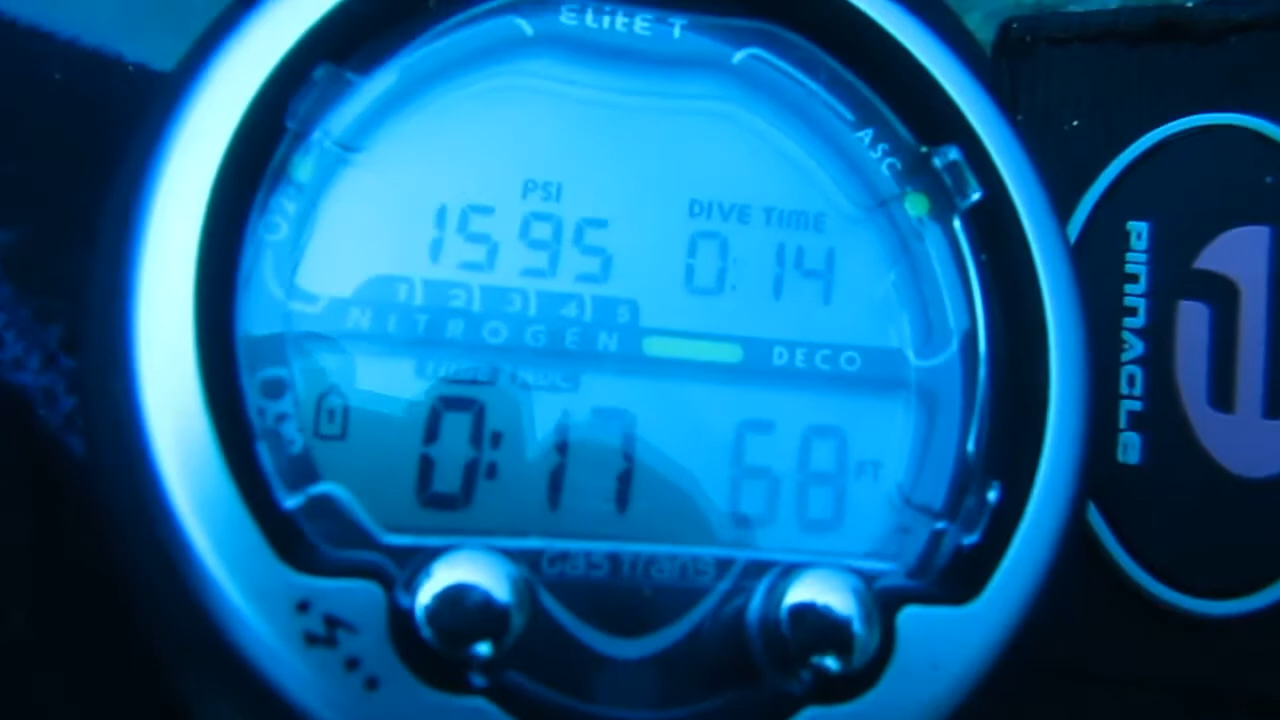 ELITE T
ASC
PSI
1595
DIVE TIME
0:14
1 2 3 4 5
NITROGEN
DECO
0:17
68 FT
Gas Trans
PINNACLE